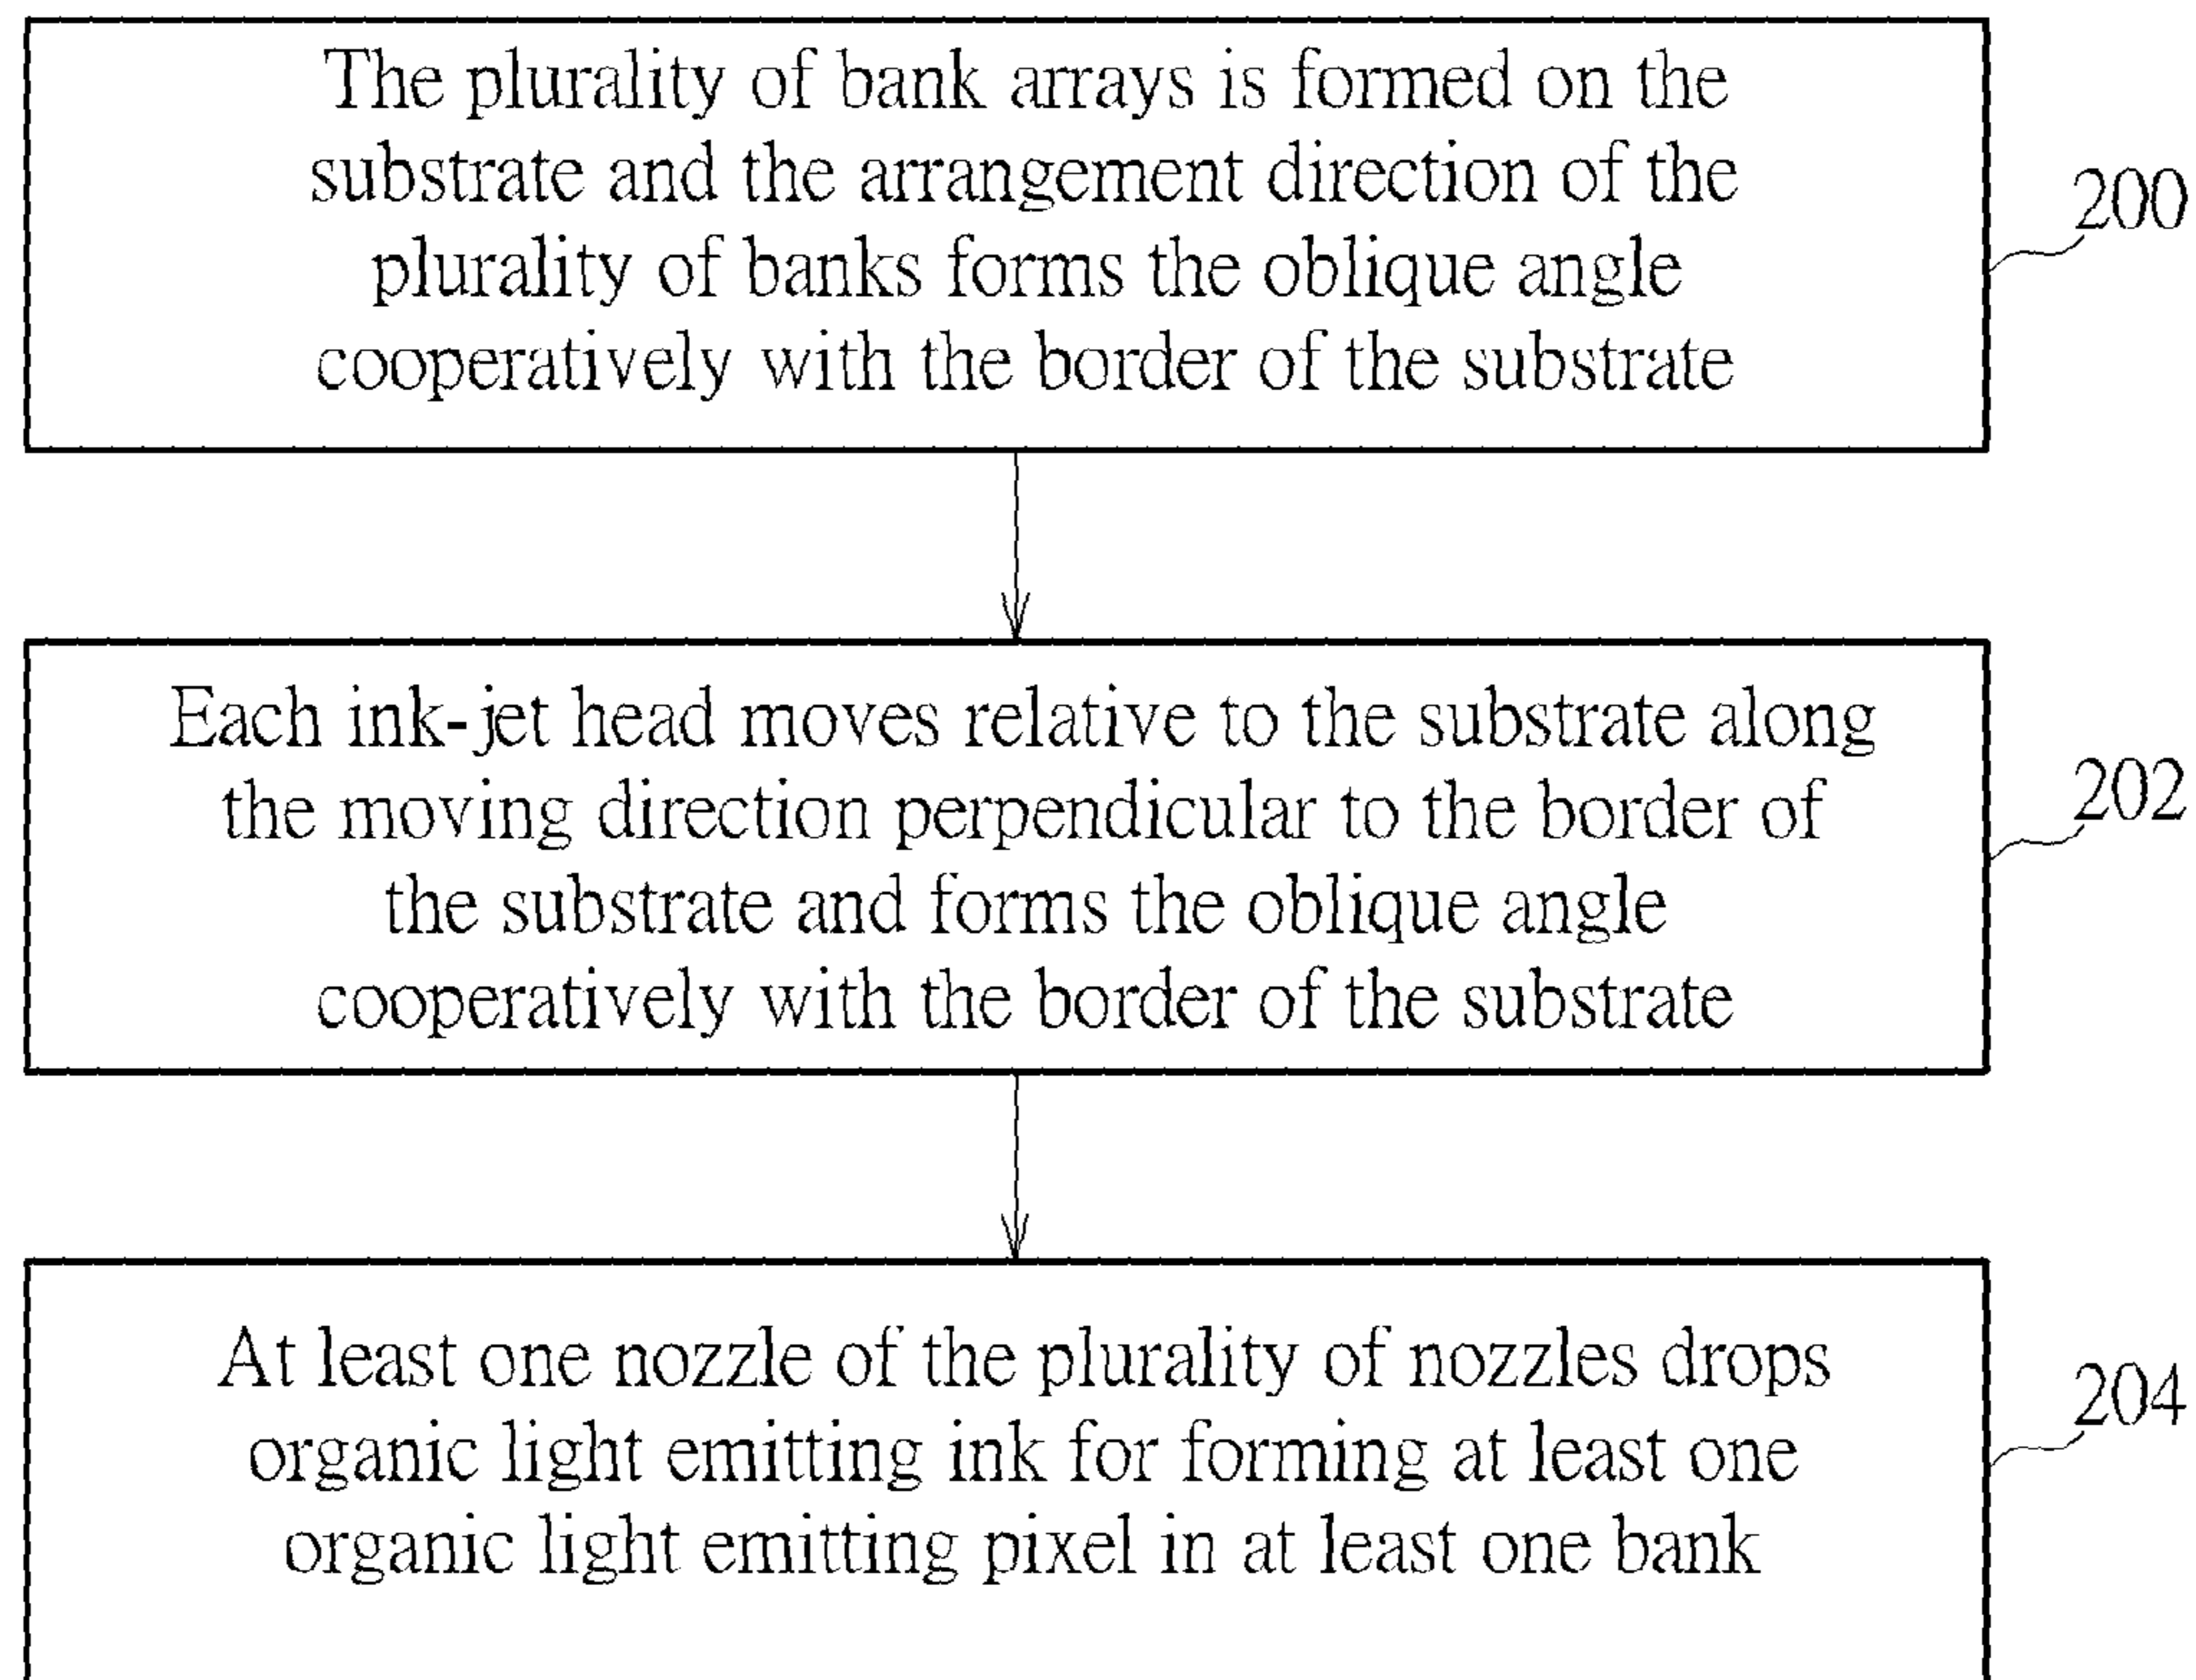 The plurality of bank arrays is formed on the
substrate and the arrangement direction of the
plurality of banks forms the oblique angle
cooperatively with the border of the substrate
200
Each ink-jet head moves relative to the substrate along
the moving direction perpendicular to the border of
the substrate and forms the oblique angle
cooperatively with the border of the substrate
202
At least one nozzle of the plurality of nozzles drops
organic light emitting ink for forming at least one
organic light emitting pixel in at least one bank
204